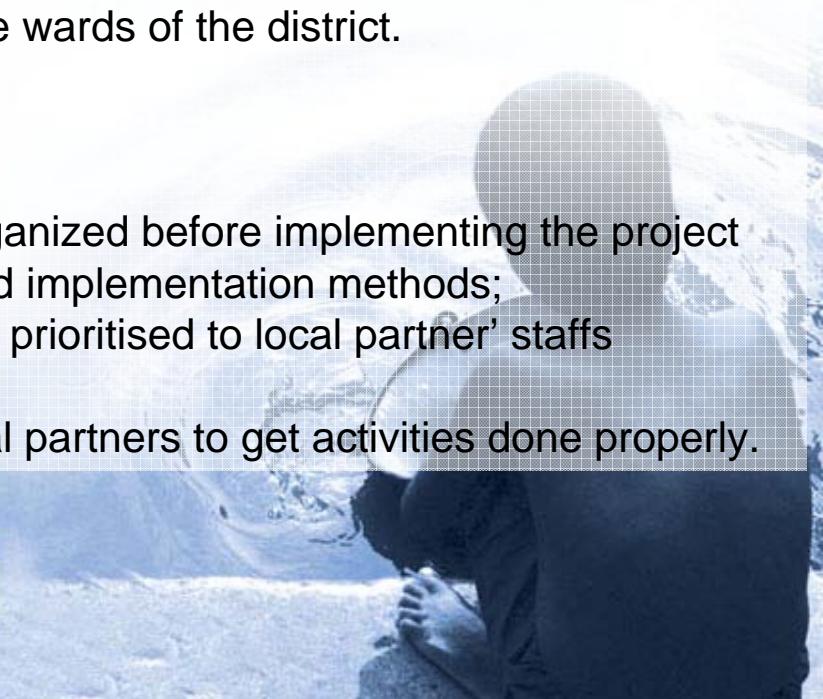 wards of the district.
ganized before implementing the project
implementation methods;
prioritised to local partner' staffs
partners to get activities done properly.